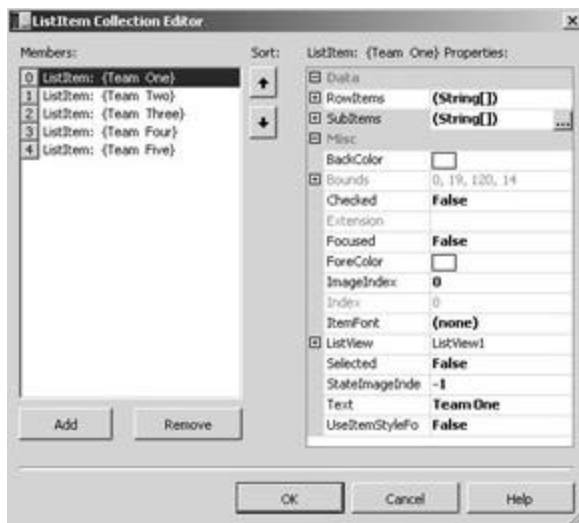 ListItem Collection Editor
Members:
Sort:
ListItem: {Team One} Properties:
0 ListItem: {Team One}
1 ListItem: {Team Two}
2 ListItem: {Team Three}
3 ListItem: {Team Four}
4 ListItem: {Team Five}
Data
RowItems (String[])
SubItems (String[]) ...
Misc
BackColor
Bounds 0, 19, 120, 14
Checked False
Extension
Focused False
ForeColor
ImageIndex 0
Index 0
ItemFont (none)
ListView ListView1
Selected False
StateImageInde -1
Text Team One
UseItemStyleFo False
Add Remove
OK Cancel Help